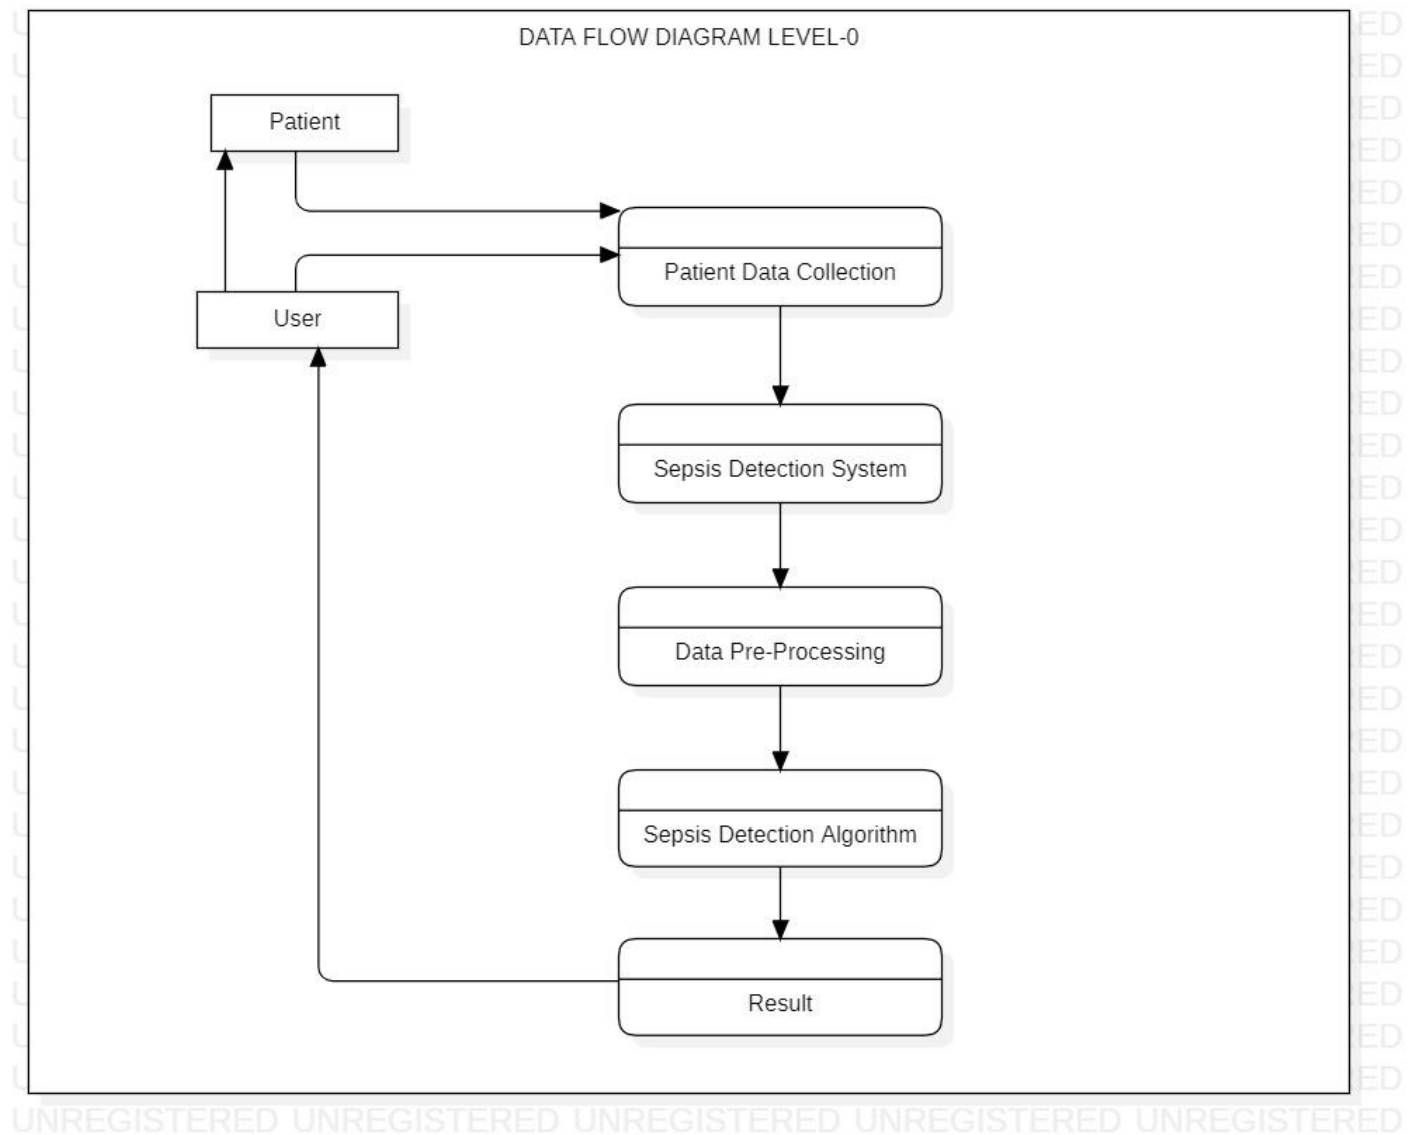 DATA FLOW DIAGRAM LEVEL-0
Patient
Patient Data Collection
User
Sepsis Detection System
Data Pre-Processing
Sepsis Detection Algorithm
Result
UNREGISTERED UNREGISTERED UNREGISTERED UNREGISTERED UNREGISTERED